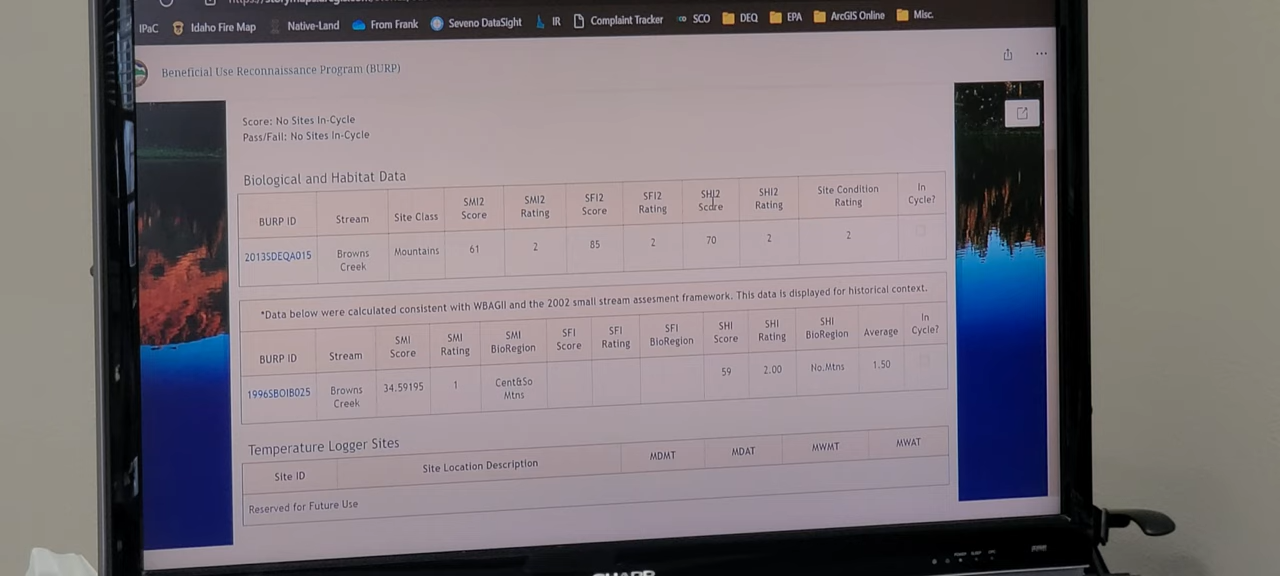 IPaC Idaho Fire Map Native-Land From Frank Seveno DataSight IR Complaint Tracker SCO DEQ EPA ArcGIS Online Misc.
Beneficial Use Reconnaissance Program (BURP)
Score: No Sites In-Cycle
Pass/Fail: No Sites In-Cycle
Biological and Habitat Data
BURP ID Stream Site Class SMI2 Score SMI2 Rating SFI2 Score SFI2 Rating SHI2 Score SHI2 Rating Site Condition Rating In Cycle?
2013SDEQA015 Browns Creek Mountains 61 2 85 2 70 2 2
*Data below were calculated consistent with WBAGII and the 2002 small stream assesment framework. This data is displayed for historical context.
BURP ID Stream SMI Score SMI Rating SMI BioRegion SFI Score SFI Rating SFI BioRegion SHI Score SHI Rating SHI BioRegion Average In Cycle?
1996SBOIB025 Browns Creek 34.59195 1 Cent&So Mtns 59 2.00 No.Mtns 1.50
Temperature Logger Sites
Site ID Site Location Description MDMT MDAT MWMT MWAT
Reserved for Future Use